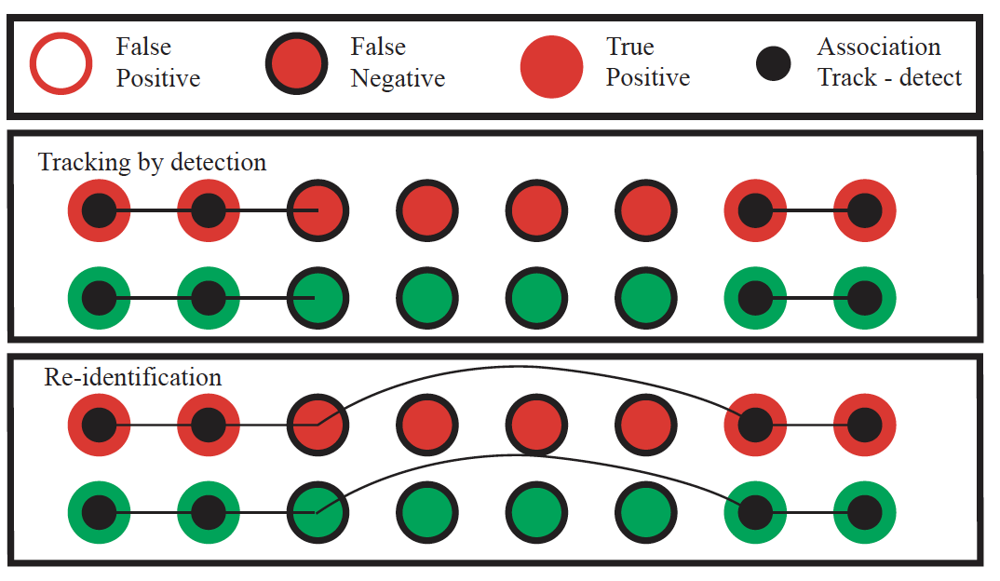 False
Positive
False
Negative
True
Positive
Association
Track - detect
Tracking by detection
Re-identification